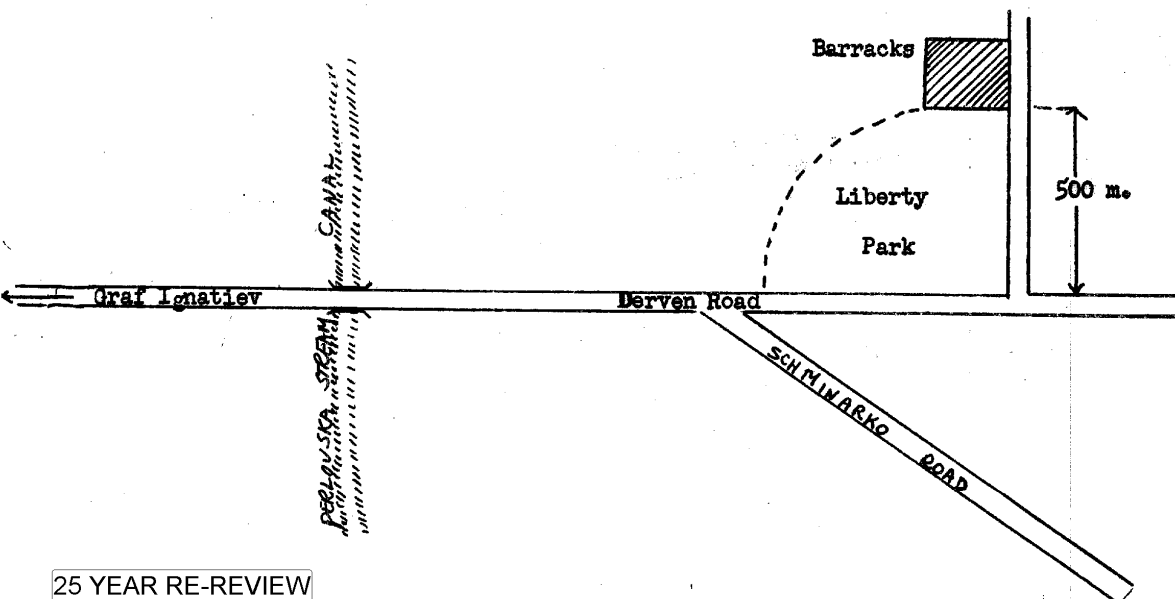 Barracks
CANAL
Liberty
Park
500 m.
Graf Ignatiev
Derven Road
PERLOVSKA STREAM
SCHMINARKO ROAD
25 YEAR RE-REVIEW